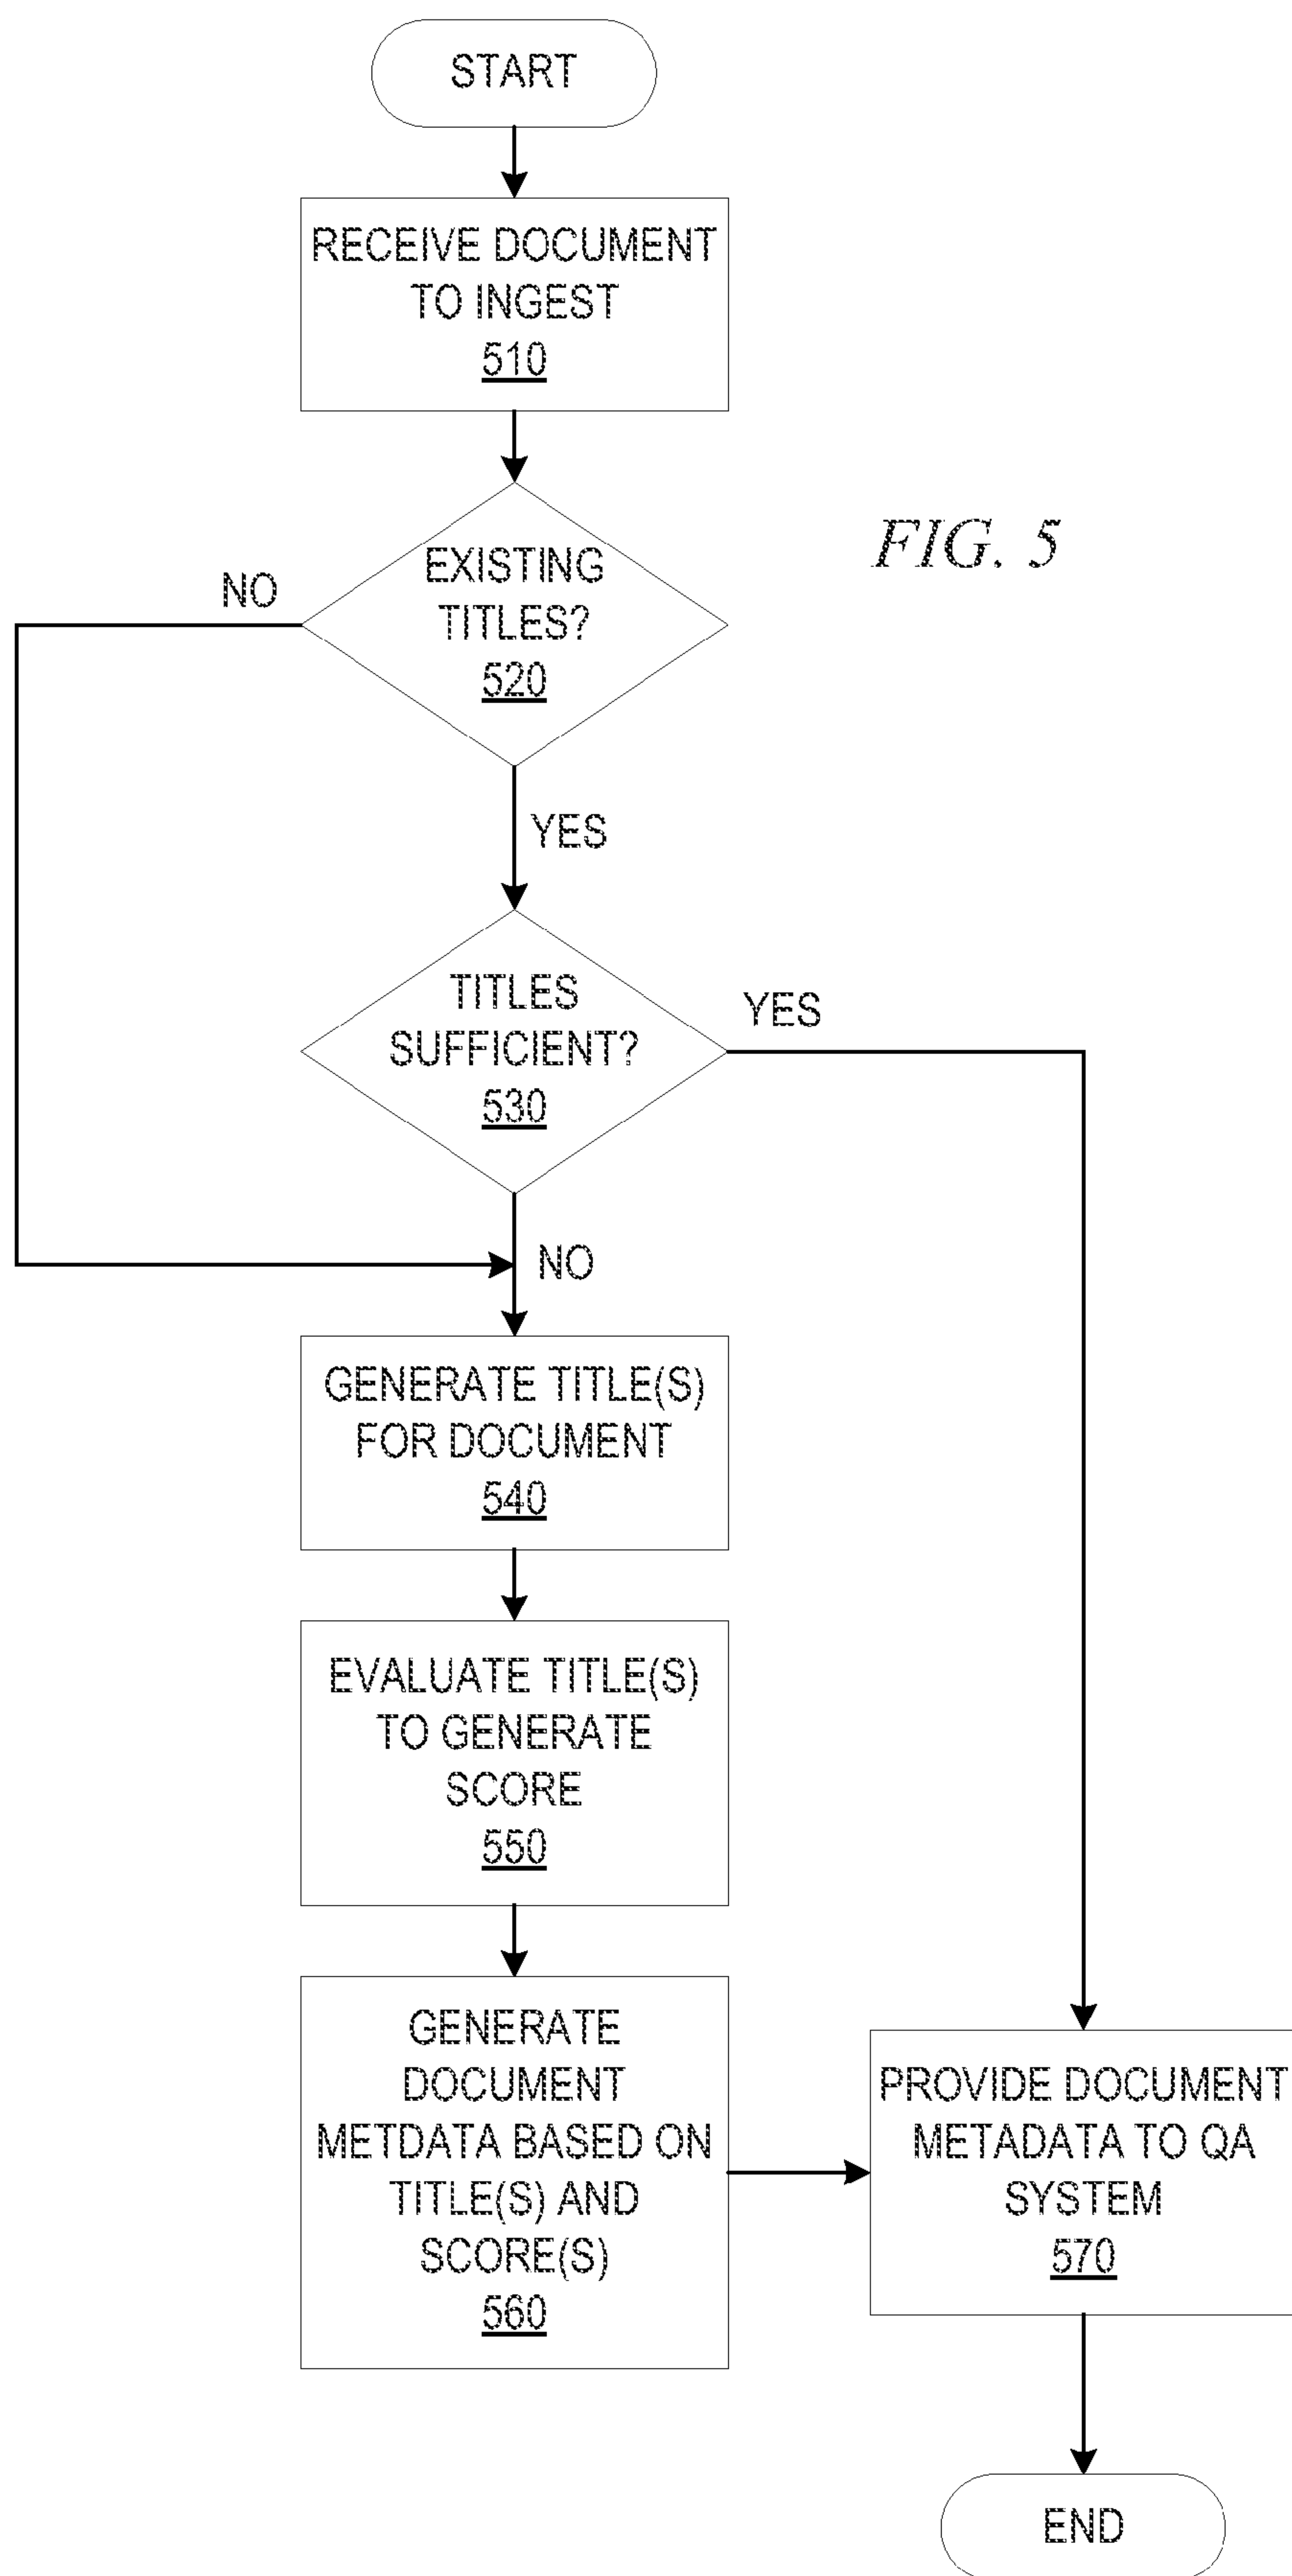 START
RECEIVE DOCUMENT
TO INGEST
510
FIG. 5
EXISTING
TITLES?
520
NO
YES
TITLES
SUFFICIENT?
530
YES
NO
GENERATE TITLE(S)
FOR DOCUMENT
540
EVALUATE TITLE(S)
TO GENERATE
SCORE
550
GENERATE
DOCUMENT
METDATA BASED ON
TITLE(S) AND
SCORE(S)
560
PROVIDE DOCUMENT
METADATA TO QA
SYSTEM
570
END